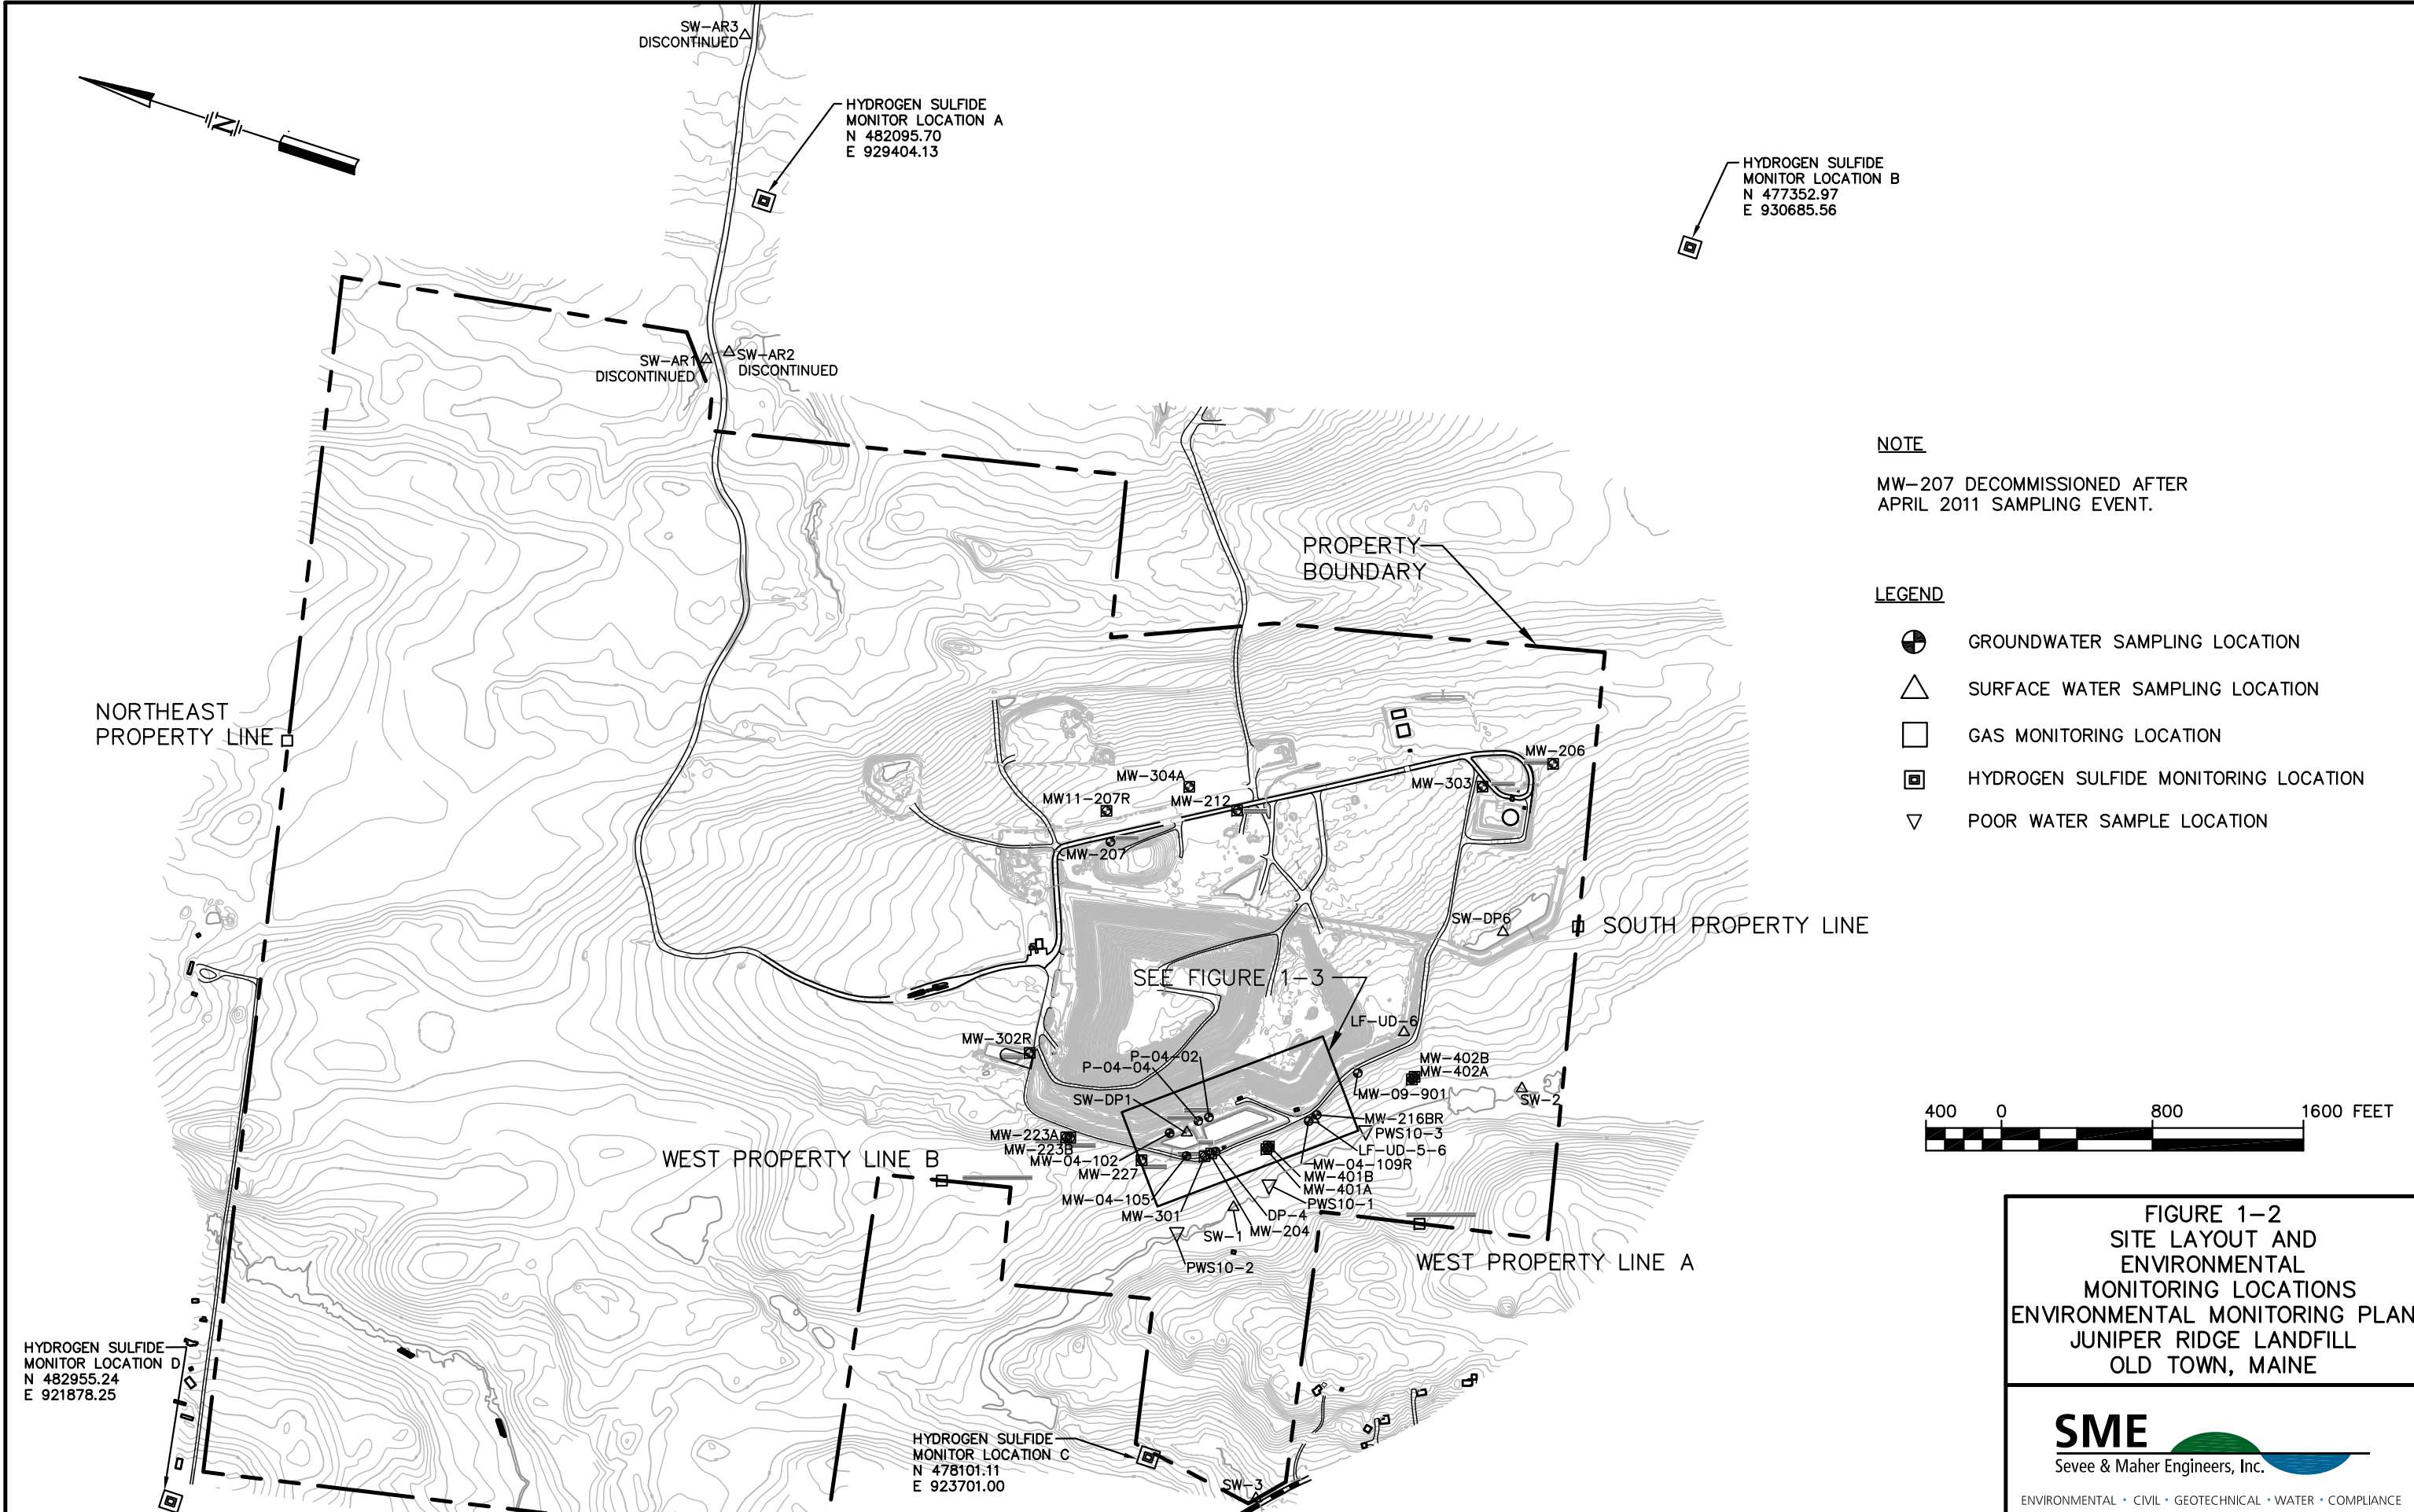 SW-AR3
DISCONTINUED
N
HYDROGEN SULFIDE
MONITOR LOCATION A
N 482095.70
E 929404.13
HYDROGEN SULFIDE
MONITOR LOCATION B
N 477352.97
E 930685.56
SW-AR1
DISCONTINUED
SW-AR2
DISCONTINUED
NOTE
MW-207 DECOMMISSIONED AFTER
APRIL 2011 SAMPLING EVENT.
PROPERTY
BOUNDARY
LEGEND
GROUNDWATER SAMPLING LOCATION
SURFACE WATER SAMPLING LOCATION
GAS MONITORING LOCATION
HYDROGEN SULFIDE MONITORING LOCATION
POOR WATER SAMPLE LOCATION
NORTHEAST
PROPERTY LINE
MW-206
MW-304A
MW-303
MW11-207R
MW-212
MW-207
SW-DP6
SOUTH PROPERTY LINE
SEE FIGURE 1-3
LF-UD-6
MW-302R
P-04-02
P-04-04
MW-402B
MW-402A
SW-DP1
MW-09-901
SW-2
MW-216BR
PWS10-3
LF-UD-5-6
MW-04-109R
MW-401B
MW-401A
PWS10-1
MW-223A
MW-223B
MW-04-102
MW-227
WEST PROPERTY LINE B
MW-04-105
MW-301
DP-4
MW-204
SW-1
PWS10-2
WEST PROPERTY LINE A
400 0 800 1600 FEET
HYDROGEN SULFIDE
MONITOR LOCATION D
N 482955.24
E 921878.25
HYDROGEN SULFIDE
MONITOR LOCATION C
N 478101.11
E 923701.00
SW-3
FIGURE 1-2
SITE LAYOUT AND
ENVIRONMENTAL
MONITORING LOCATIONS
ENVIRONMENTAL MONITORING PLAN
JUNIPER RIDGE LANDFILL
OLD TOWN, MAINE
SME
Sevee & Maher Engineers, Inc.
ENVIRONMENTAL • CIVIL • GEOTECHNICAL • WATER • COMPLIANCE